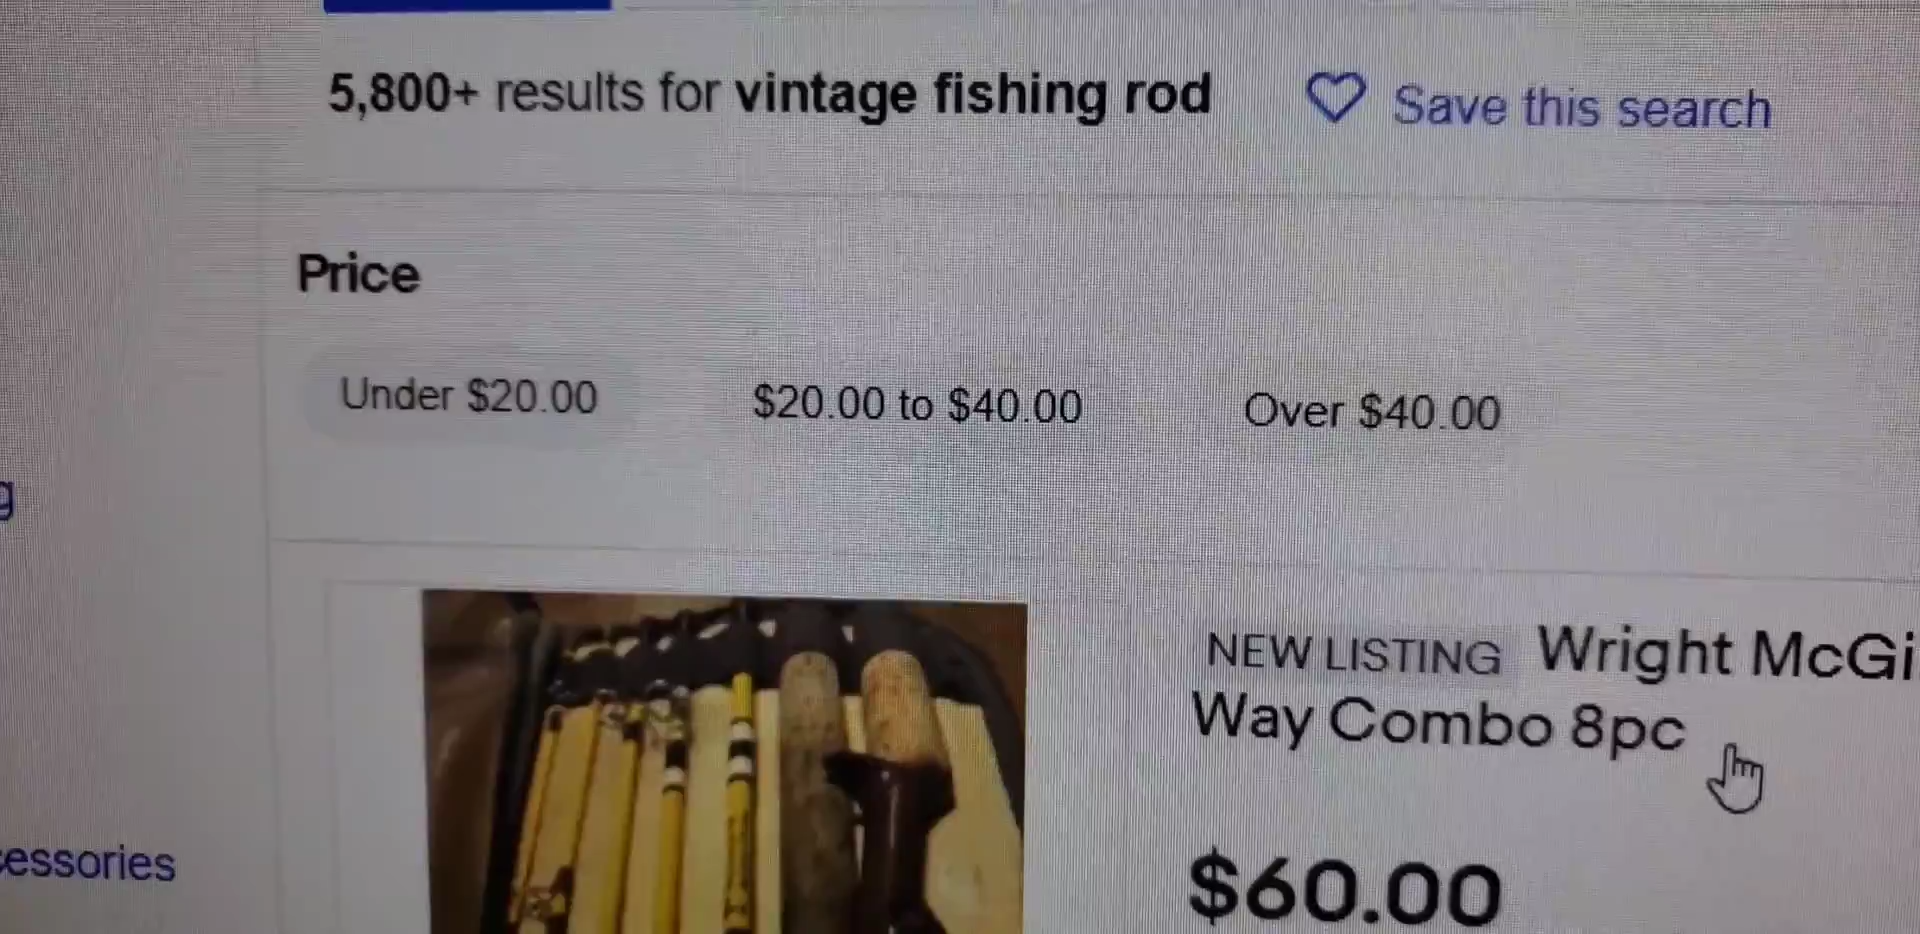 5,800+ results for vintage fishing rod
Save this search
Price
Under $20.00
$20.00 to $40.00
Over $40.00
g
NEW LISTING Wright McGi
Way Combo 8pc
essories
$60.00